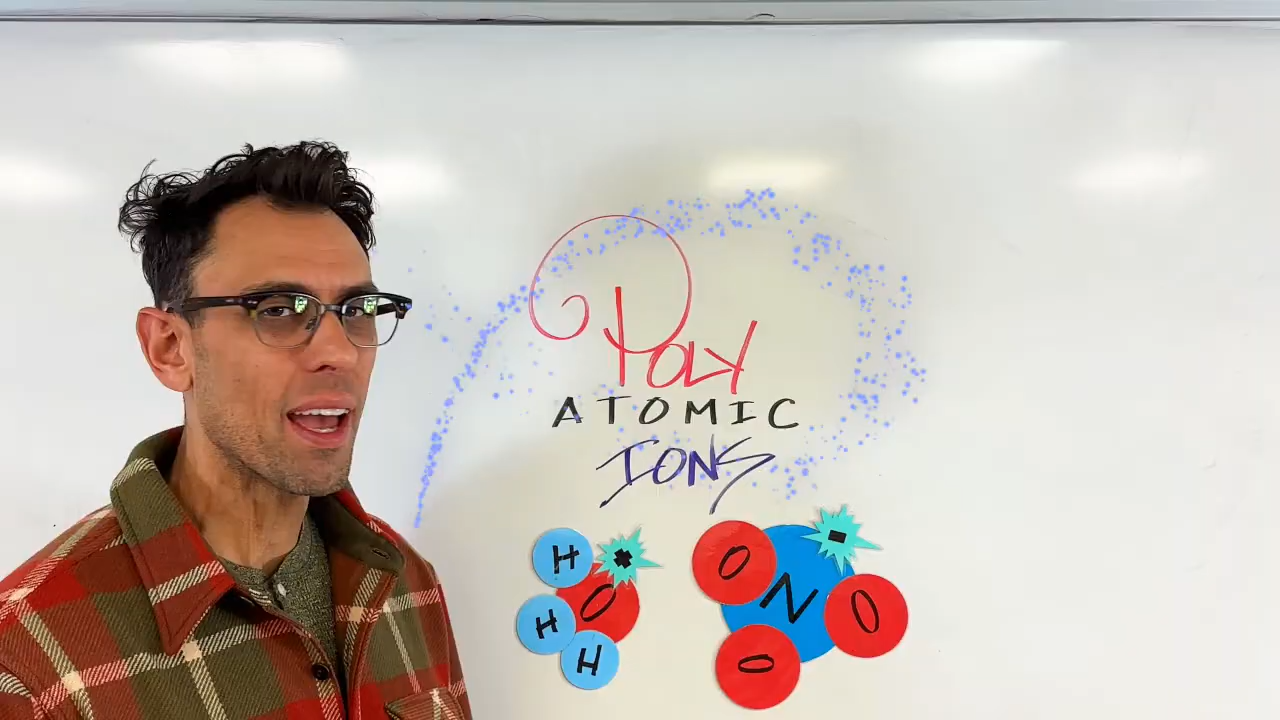 POLY
ATOMIC
IONS
H + O - O
H H N O
O